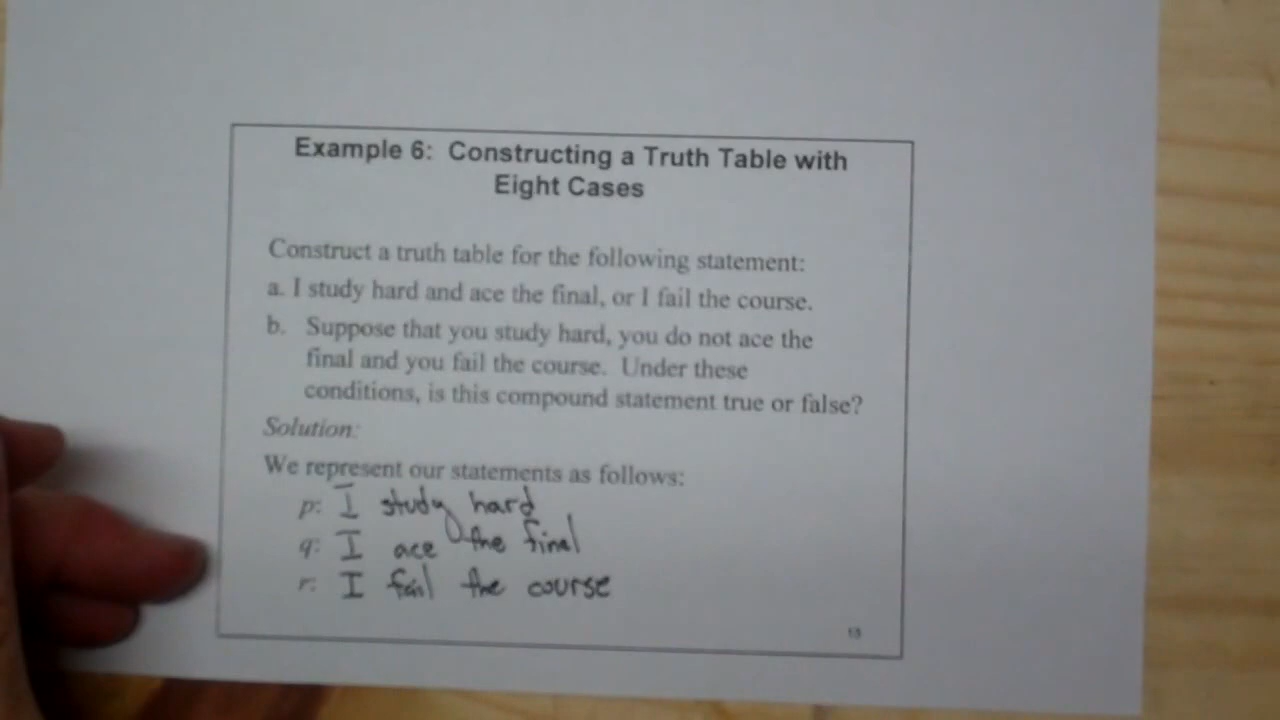 Example 6: Constructing a Truth Table with
Eight Cases
Construct a truth table for the following statement:
a. I study hard and ace the final, or I fail the course.
b. Suppose that you study hard, you do not ace the
final and you fail the course. Under these
conditions, is this compound statement true or false?
Solution:
We represent our statements as follows:
p: I study hard
q: I ace the final
r: I fail the course